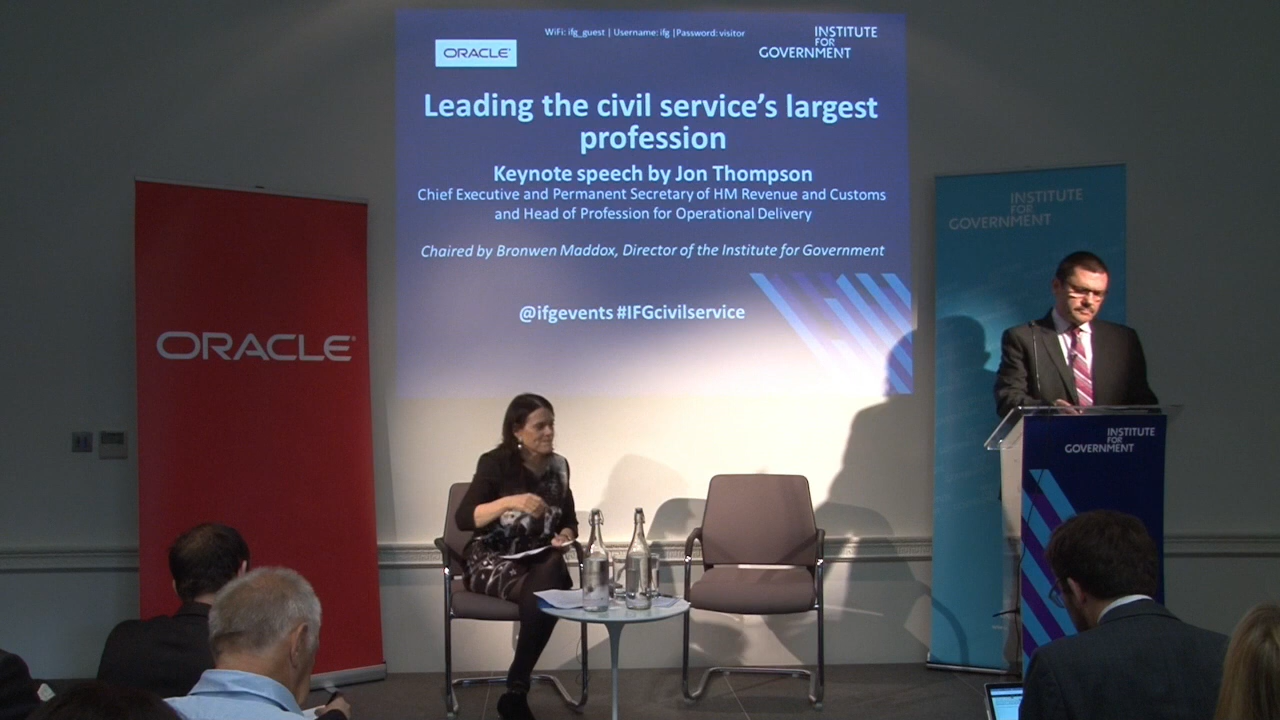 WiFi: ifg_guest | Username: ifg |Password: visitor
ORACLE
INSTITUTE
FOR
GOVERNMENT
Leading the civil service's largest
profession
Keynote speech by Jon Thompson
Chief Executive and Permanent Secretary of HM Revenue and Customs
and Head of Profession for Operational Delivery
Chaired by Bronwen Maddox, Director of the Institute for Government
@ifgevents #IFGcivilservice
ORACLE
INSTITUTE
FOR
GOVERNMENT
INSTITUTE
FOR
GOVERNMENT